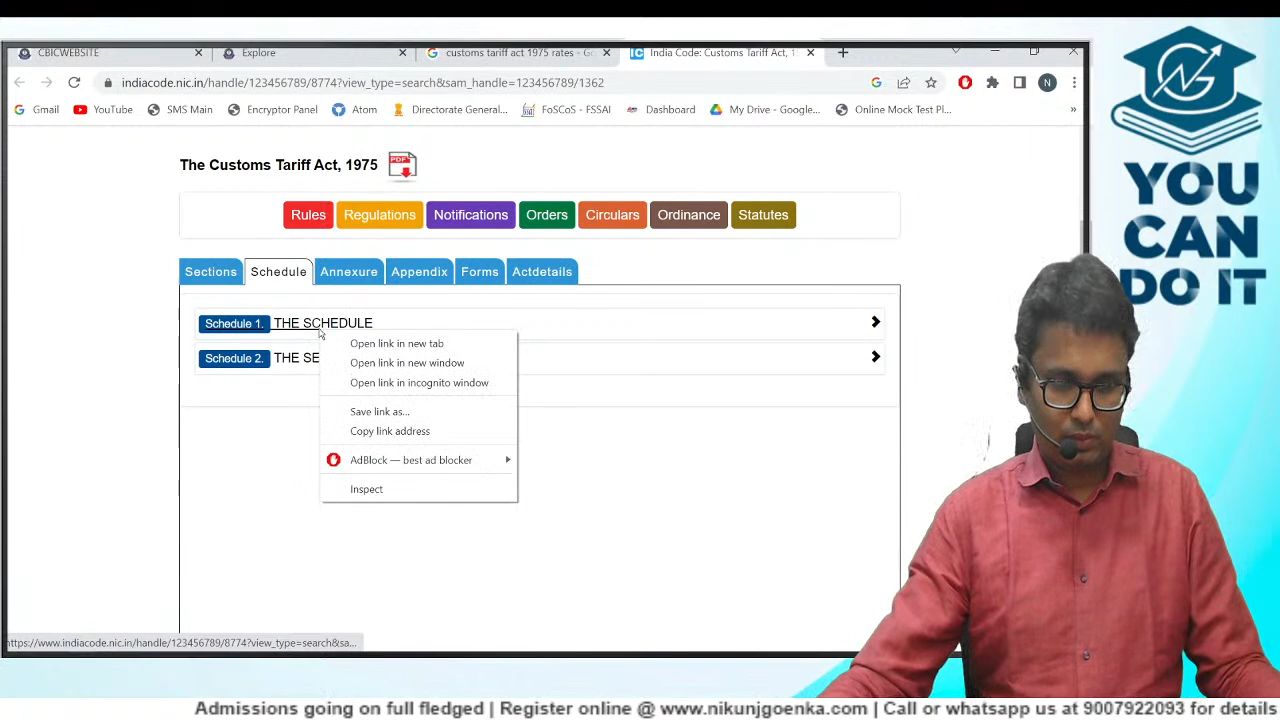 CBICWEBSITE
Explore
customs tariff act 1975 rates - Go
India Code: Customs Tariff Act, 1
indiacode.nic.in/handle/123456789/8774?view_type=search&sam_handle=123456789/1362
N
Gmail
YouTube
SMS Main
Encryptor Panel
Atom
Directorate General...
FoSCoS - FSSAI
Dashboard
My Drive - Google...
Online Mock Test Pl...
»
The Customs Tariff Act, 1975
PDF
Rules
Regulations
Notifications
Orders
Circulars
Ordinance
Statutes
Sections
Schedule
Annexure
Appendix
Forms
Actdetails
Schedule 1. THE SCHEDULE
Schedule 2. THE SE
Open link in new tab
Open link in new window
Open link in incognito window
Save link as...
Copy link address
AdBlock — best ad blocker
Inspect
https://www.indiacode.nic.in/handle/123456789/8774?view_type=search&sa...
YOU
CAN
DO IT
Admissions going on full fledged | Register online @ www.nikunjgoenka.com | Call or whatsapp us at 9007922093 for details